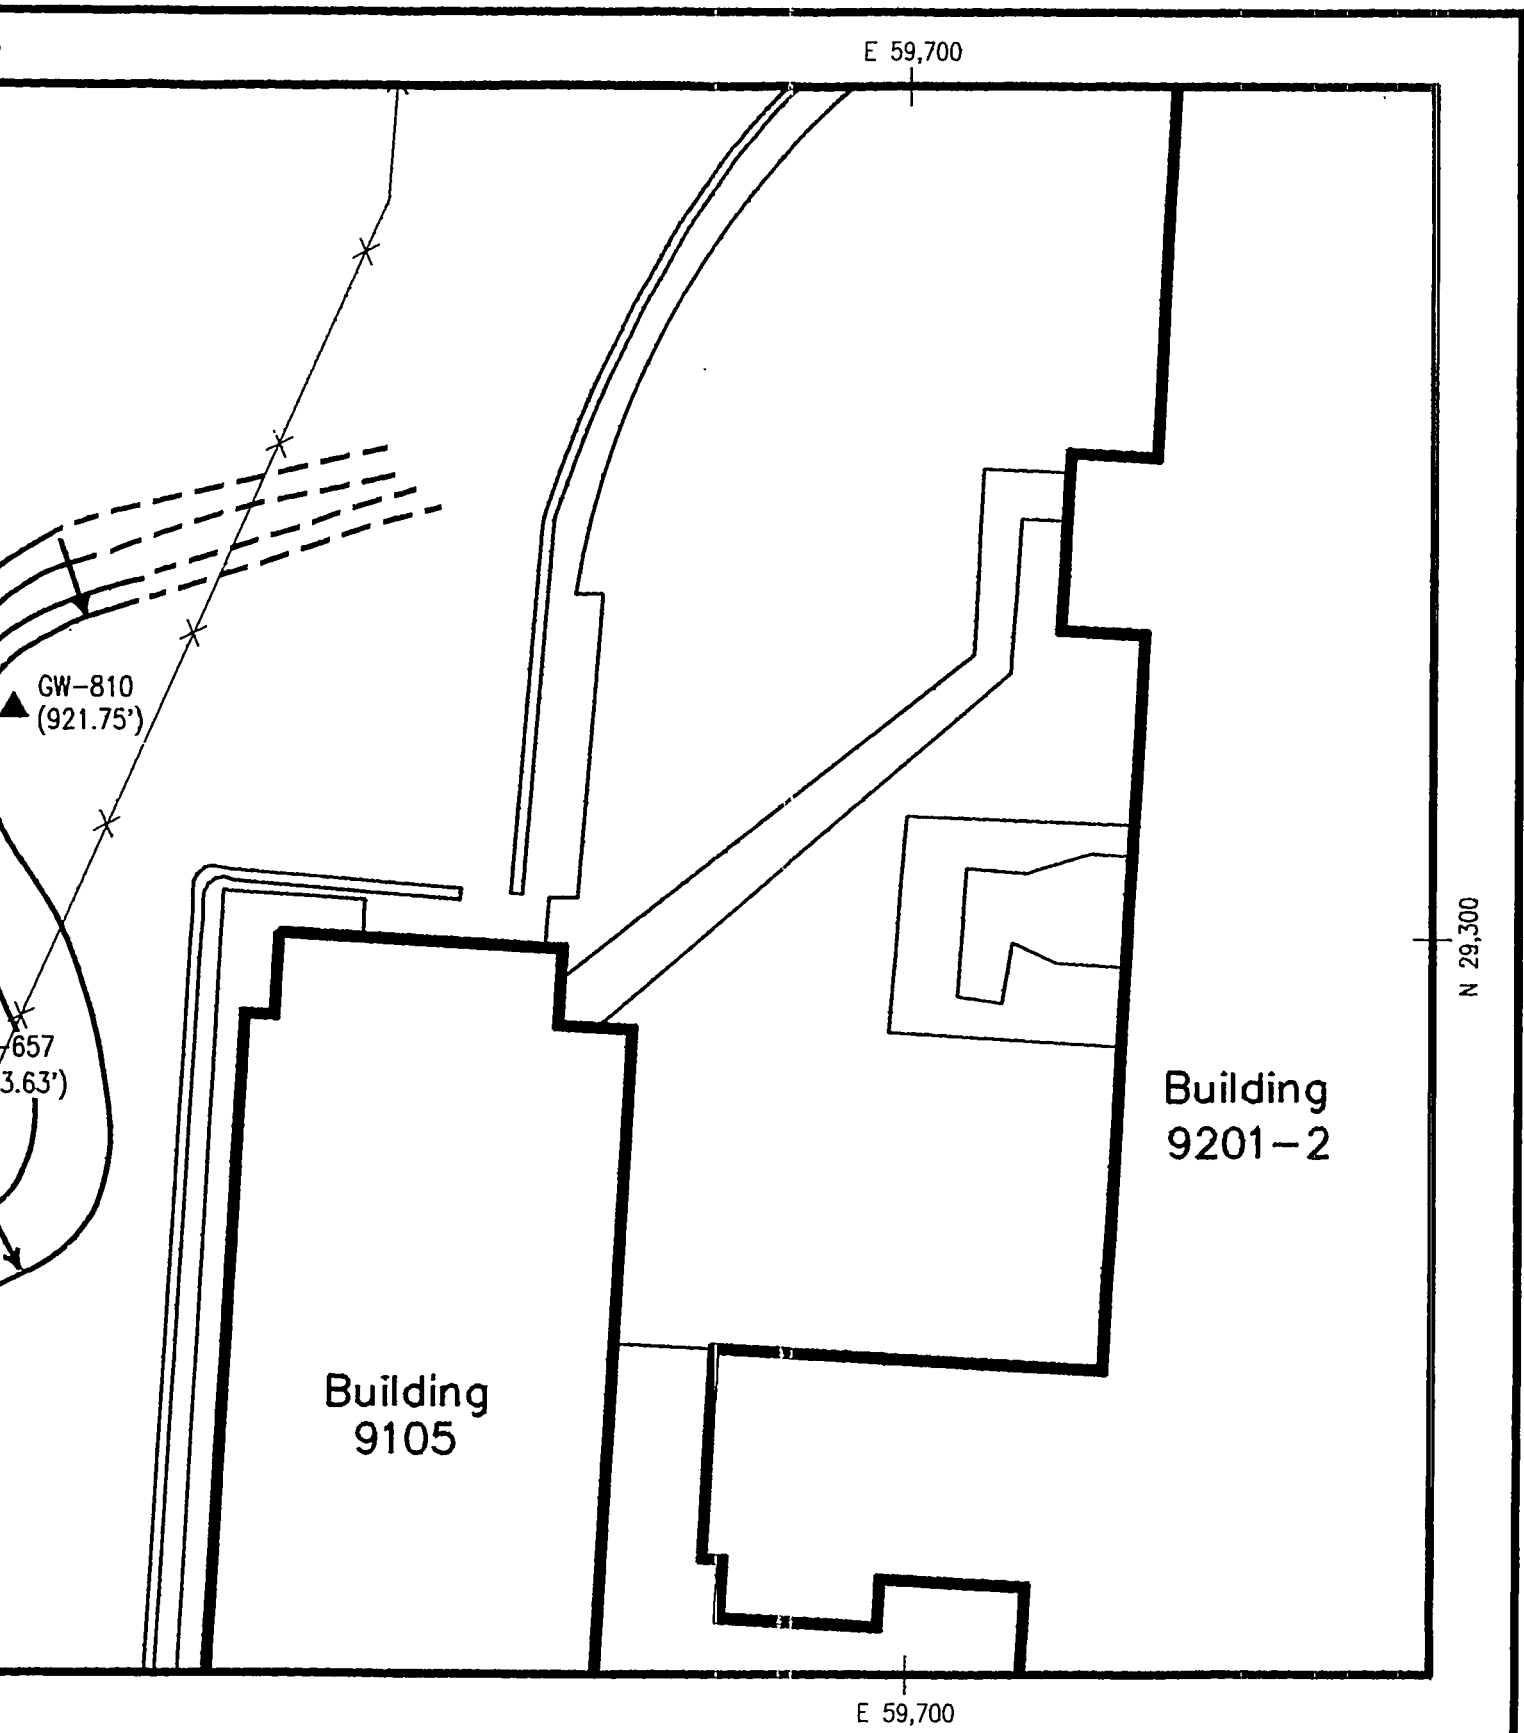 E 59,700
GW-810
(921.75')
N 29,300
-657
3.63')
Building
9201-2
Building
9105
E 59,700